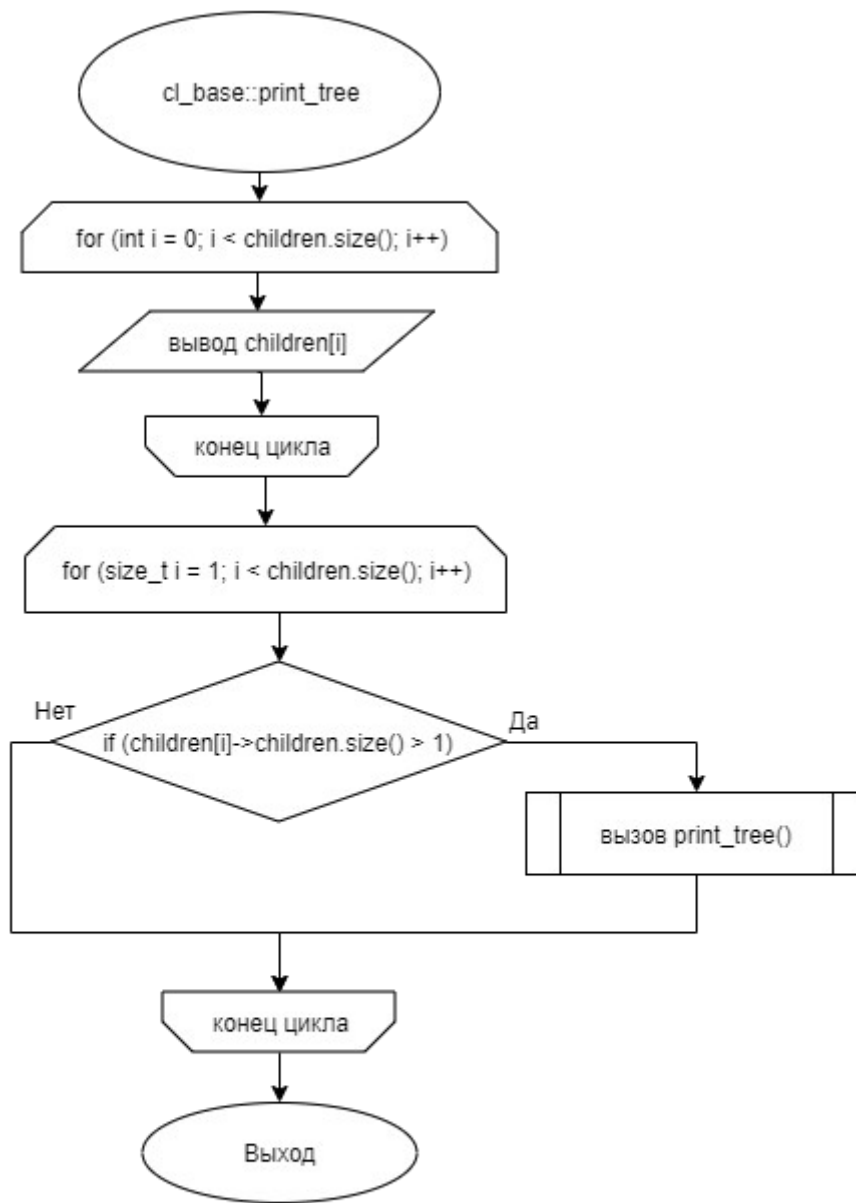 cl_base::print_tree
for (int i = 0; i < children.size(); i++)
вывод children[i]
конец цикла
for (size_t i = 1; i < children.size(); i++)
Нет
Да
if (children[i]->children.size() > 1)
вызов print_tree()
конец цикла
Выход